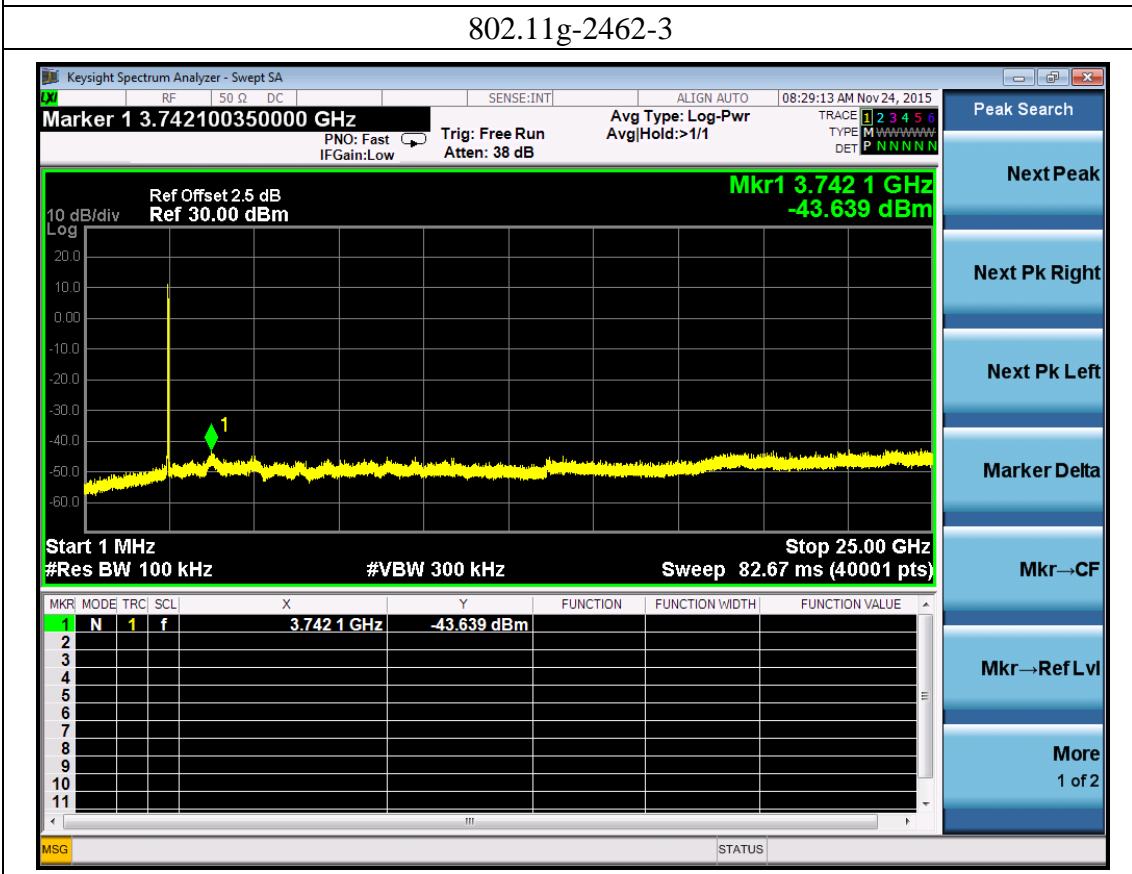 802.11g-2462-3
Keysight Spectrum Analyzer - Swept SA
LXI RF 50 Ω DC SENSE:INT ALIGN AUTO 08:29:13 AM Nov 24, 2015
Marker 1 3.742100350000 GHz
PNO: Fast
IFGain:Low
Trig: Free Run
Atten: 38 dB
Avg Type: Log-Pwr
Avg|Hold:>1/1
TRACE 1 2 3 4 5 6
TYPE M WWWWW
DET P N N N N N
Mkr1 3.742 1 GHz
-43.639 dBm
Ref Offset 2.5 dB
10 dB/div Ref 30.00 dBm
Log
20.0
10.0
0.00
-10.0
-20.0
-30.0
-40.0
-50.0
-60.0
1
Start 1 MHz Stop 25.00 GHz
#Res BW 100 kHz #VBW 300 kHz Sweep 82.67 ms (40001 pts)
MKR MODE TRC SCL X Y FUNCTION FUNCTION WIDTH FUNCTION VALUE
1 N 1 f 3.742 1 GHz -43.639 dBm
2
3
4
5
6
7
8
9
10
11
MSG STATUS
Peak Search
Next Peak
Next Pk Right
Next Pk Left
Marker Delta
Mkr→CF
Mkr→Ref Lvl
More
1 of 2